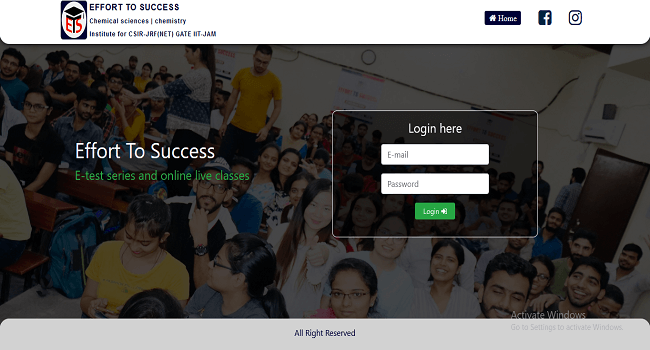 ETS
EFFORT TO SUCCESS
Chemical sciences | chemistry
Institute for CSIR-JRF(NET) GATE IIT-JAM
Home
Login here
E-mail
Password
Login
Effort To Success
E-test series and online live classes
Activate Windows
Go to Settings to activate Windows.
All Right Reserved